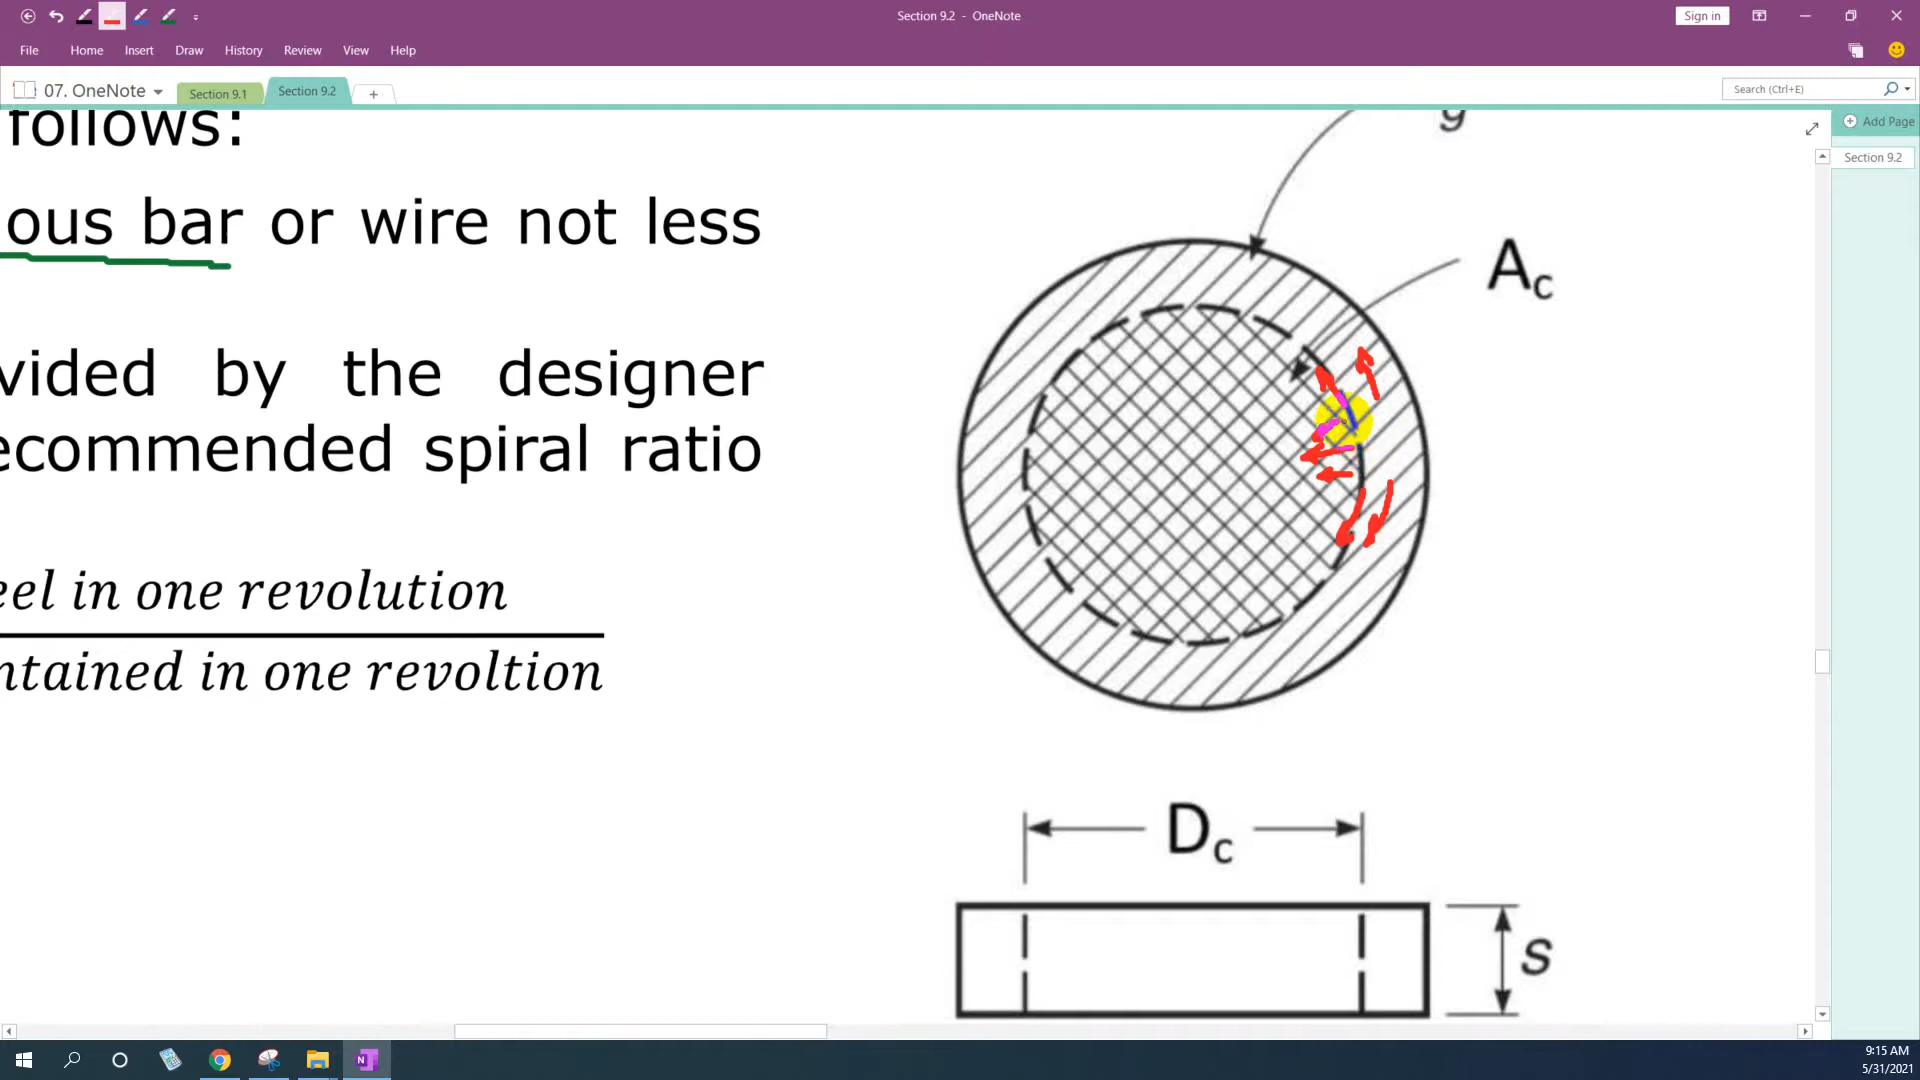 Section 9.2 - OneNote
Sign in
File Home Insert Draw History Review View Help
07. OneNote
Section 9.1
Section 9.2
Search (Ctrl+E)
Add Page
Section 9.2
follows:
ous bar or wire not less
vided by the designer
ecommended spiral ratio
eel in one revolution
ntained in one revoltion
g
Ac
Dc
s
9:15 AM
5/31/2021